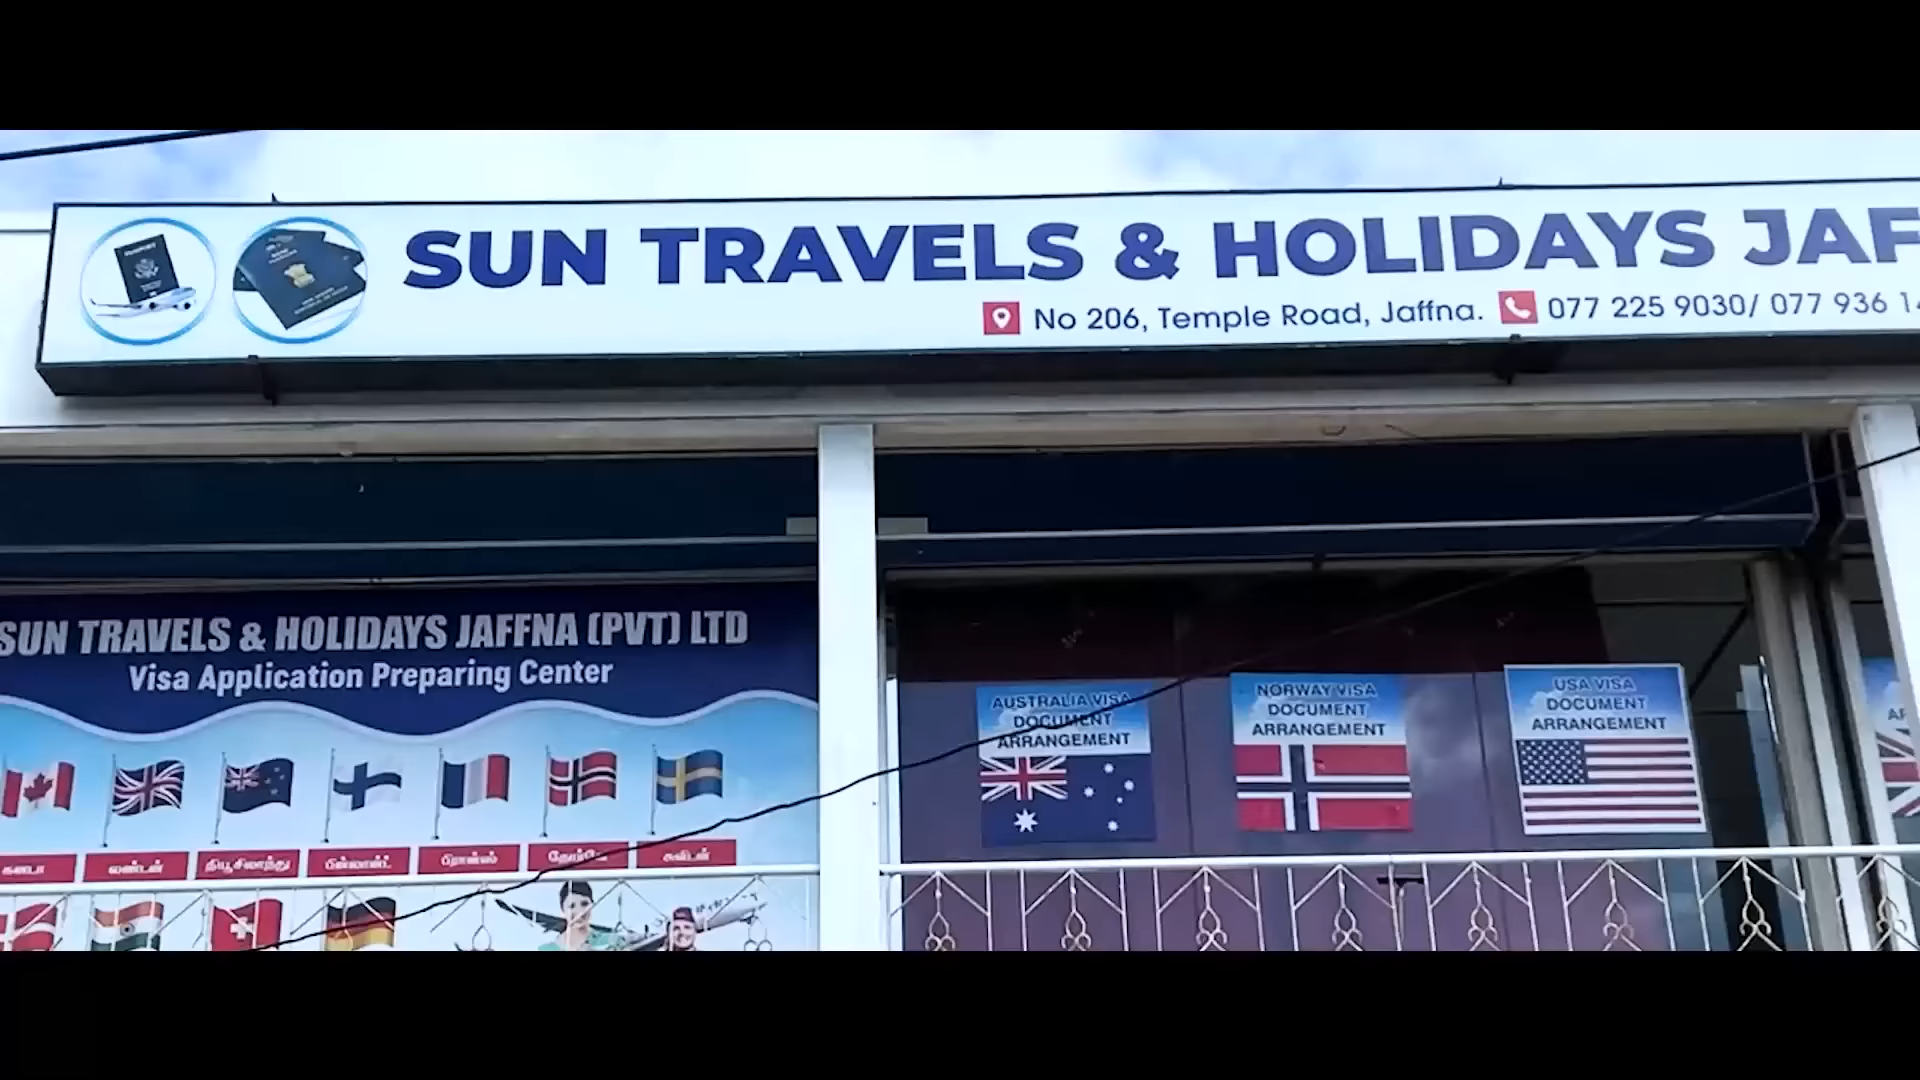 SUN TRAVELS & HOLIDAYS JAF
No 206, Temple Road, Jaffna. 077 225 9030/ 077 936 1
SUN TRAVELS & HOLIDAYS JAFFNA (PVT) LTD
Visa Application Preparing Center
கனடா
லண்டன்
நியூசிலாந்து
பின்லாண்ட்
பிரான்ஸ்
நோர்வே
சுவிடன்
AUSTRALIA VISA
DOCUMENT
ARRANGEMENT
NORWAY VISA
DOCUMENT
ARRANGEMENT
USA VISA
DOCUMENT
ARRANGEMENT
PASSPORT